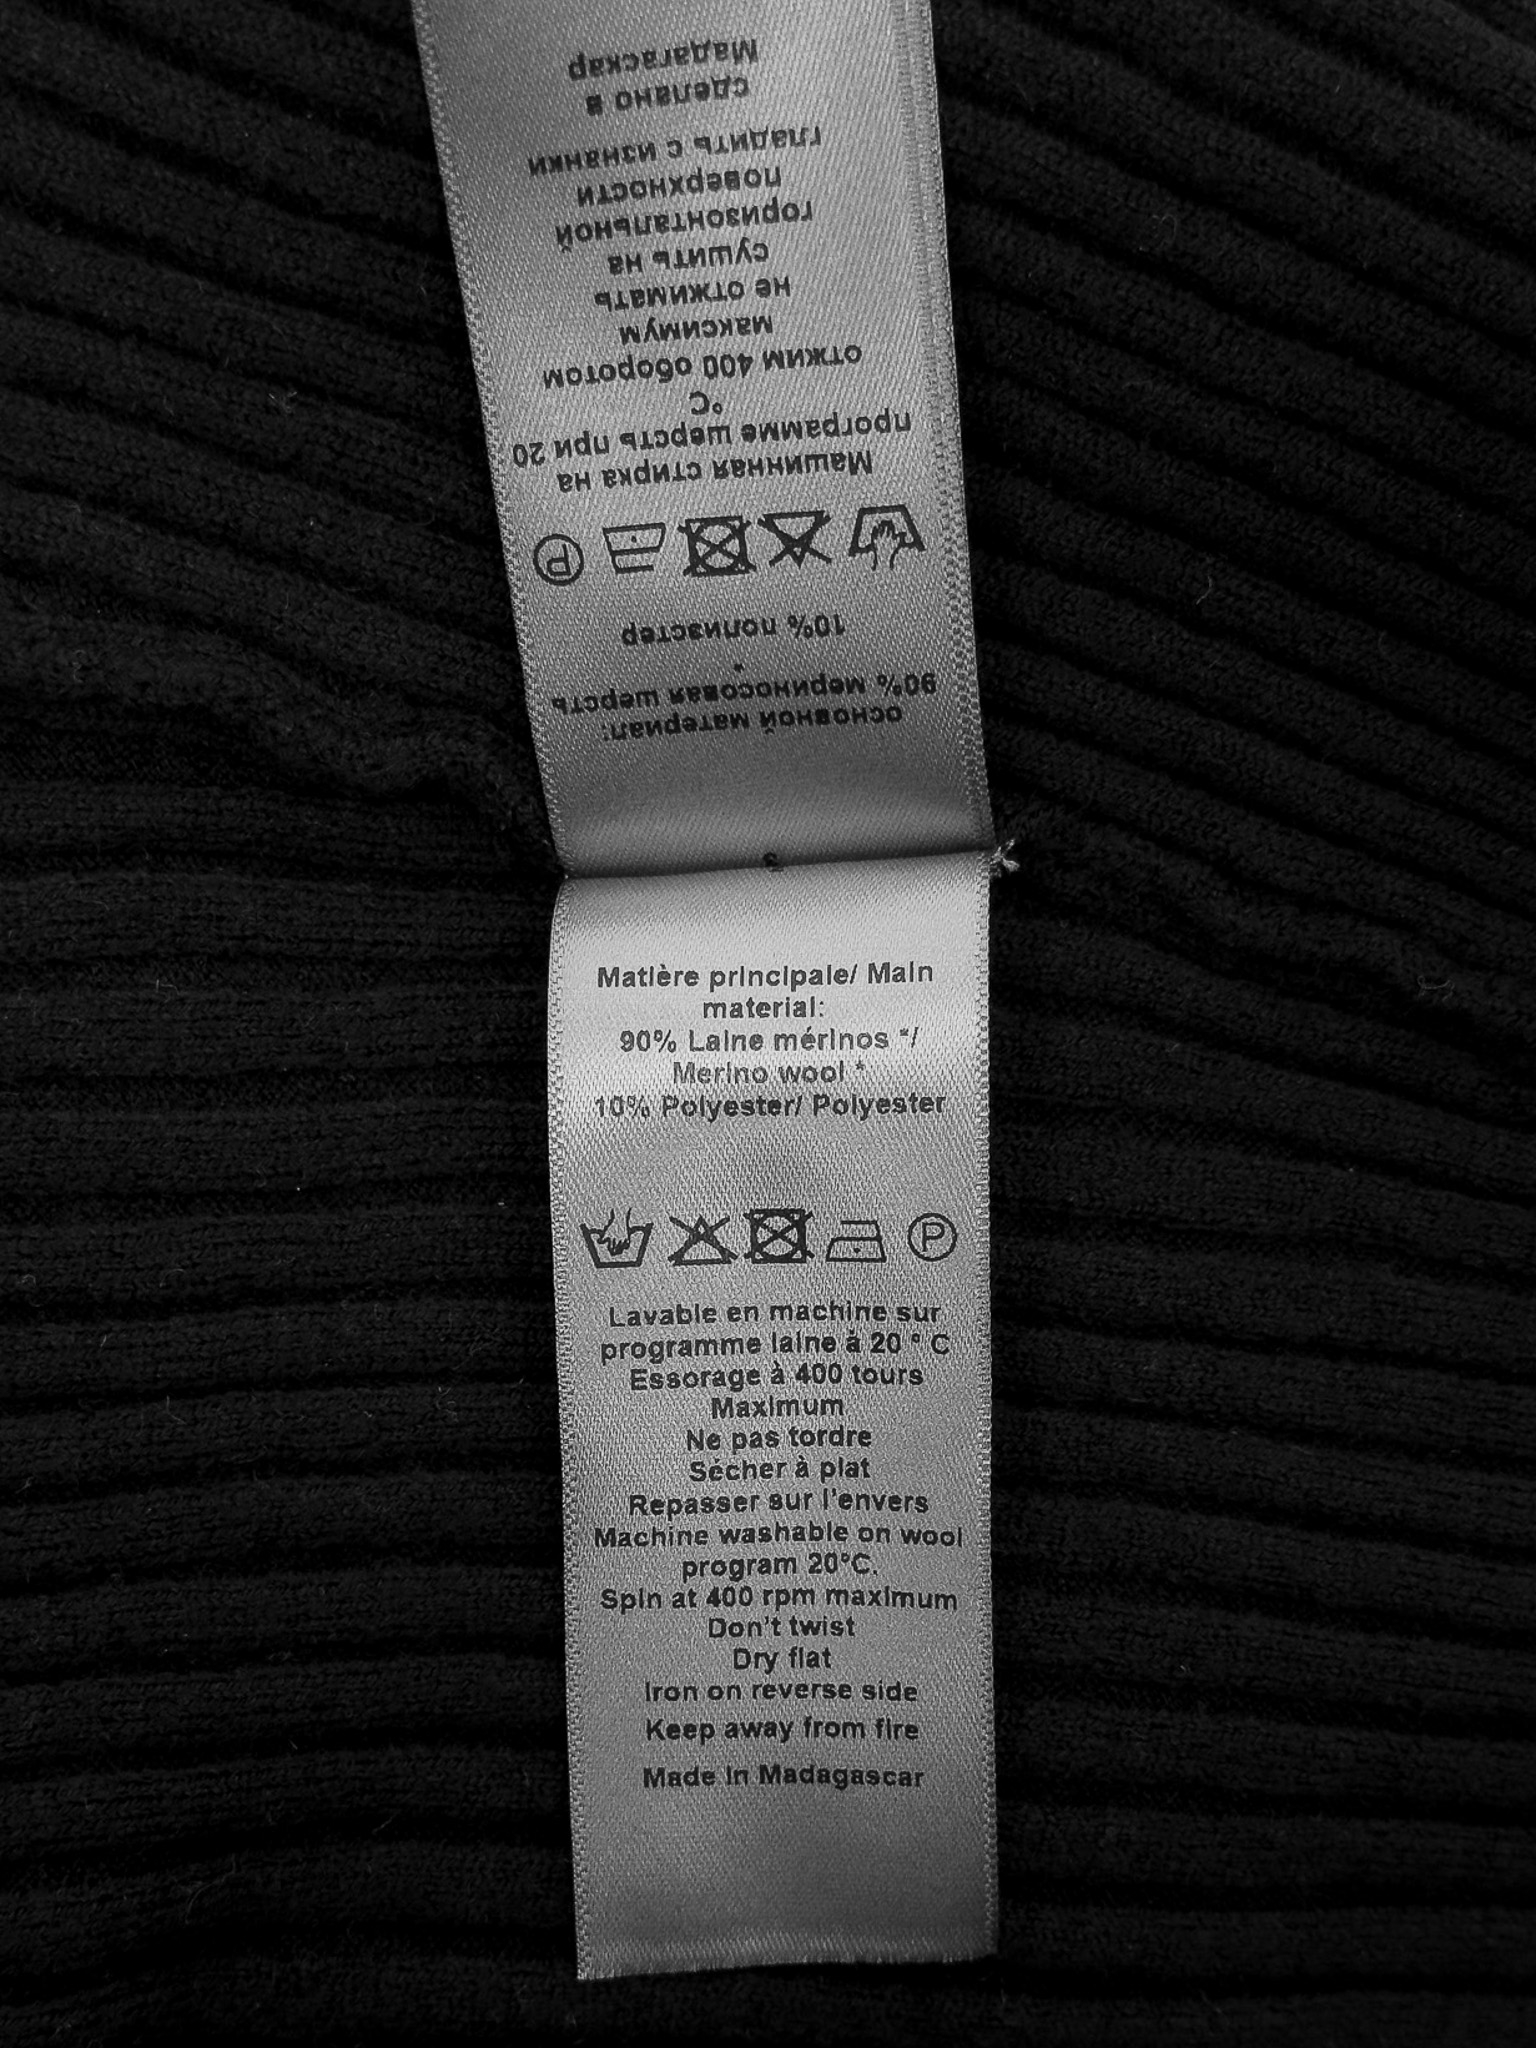 Matière principale/ Main
material:
90% Laine mérinos */
Merino wool *
10% Polyester/ Polyester
P
Lavable en machine sur
programme laine à 20 ° C
Essorage à 400 tours
Maximum
Ne pas tordre
Sécher à plat
Repasser sur l'envers
Machine washable on wool
program 20°C.
Spin at 400 rpm maximum
Don't twist
Dry flat
Iron on reverse side
Keep away from fire
Made in Madagascar
основной материал:
90% мериносовая шерсть
*
10% полиэстер
P
Машинная стирка на
программе шерсть при 20
°C
отжим 400 оборотом
максимум
не отжимать
сушить на
горизонтальной
поверхности
гладить с изнанки
сделано в
Мадагаскар